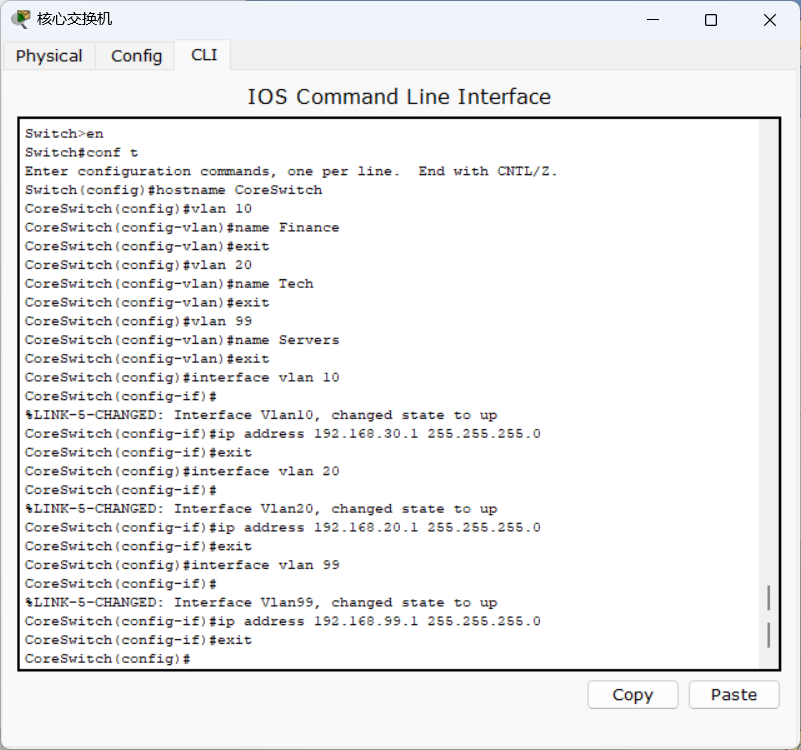 核心交换机
Physical Config CLI
IOS Command Line Interface
Switch>en
Switch#conf t
Enter configuration commands, one per line.  End with CNTL/Z.
Switch(config)#hostname CoreSwitch
CoreSwitch(config)#vlan 10
CoreSwitch(config-vlan)#name Finance
CoreSwitch(config-vlan)#exit
CoreSwitch(config)#vlan 20
CoreSwitch(config-vlan)#name Tech
CoreSwitch(config-vlan)#exit
CoreSwitch(config)#vlan 99
CoreSwitch(config-vlan)#name Servers
CoreSwitch(config-vlan)#exit
CoreSwitch(config)#interface vlan 10
CoreSwitch(config-if)#
%LINK-5-CHANGED: Interface Vlan10, changed state to up
CoreSwitch(config-if)#ip address 192.168.30.1 255.255.255.0
CoreSwitch(config-if)#exit
CoreSwitch(config)#interface vlan 20
CoreSwitch(config-if)#
%LINK-5-CHANGED: Interface Vlan20, changed state to up
CoreSwitch(config-if)#ip address 192.168.20.1 255.255.255.0
CoreSwitch(config-if)#exit
CoreSwitch(config)#interface vlan 99
CoreSwitch(config-if)#
%LINK-5-CHANGED: Interface Vlan99, changed state to up
CoreSwitch(config-if)#ip address 192.168.99.1 255.255.255.0
CoreSwitch(config-if)#exit
CoreSwitch(config)#
Copy Paste